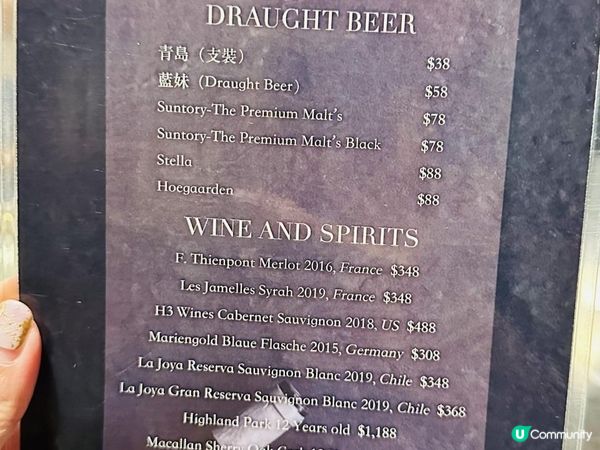 DRAUGHT BEER
青島（支裝） $38
藍妹（Draught Beer） $58
Suntory-The Premium Malt's $78
Suntory-The Premium Malt's Black $78
Stella $88
Hoegaarden $88
WINE AND SPIRITS
F. Thienpont Merlot 2016, France $348
Les Jamelles Syrah 2019, France $348
H3 Wines Cabernet Sauvignon 2018, US $488
Mariengold Blaue Flasche 2015, Germany $308
La Joya Reserva Sauvignon Blanc 2019, Chile $348
La Joya Gran Reserva Sauvignon Blanc 2019, Chile $368
Highland Park 12 Years old $1,188
Macallan Sherry Oak
U Community